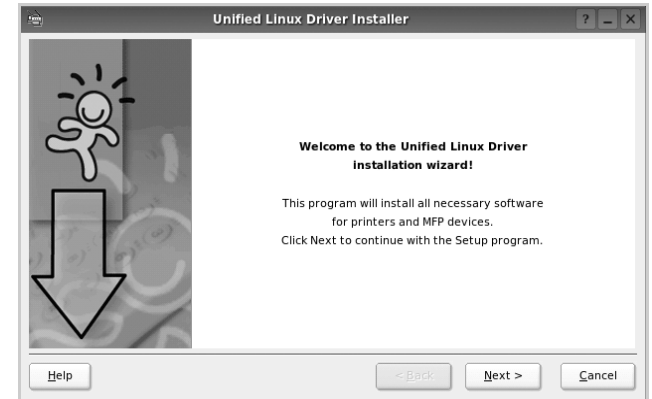 Unified Linux Driver Installer
Welcome to the Unified Linux Driver
installation wizard!
This program will install all necessary software
for printers and MFP devices.
Click Next to continue with the Setup program.
Help
< Back
Next >
Cancel